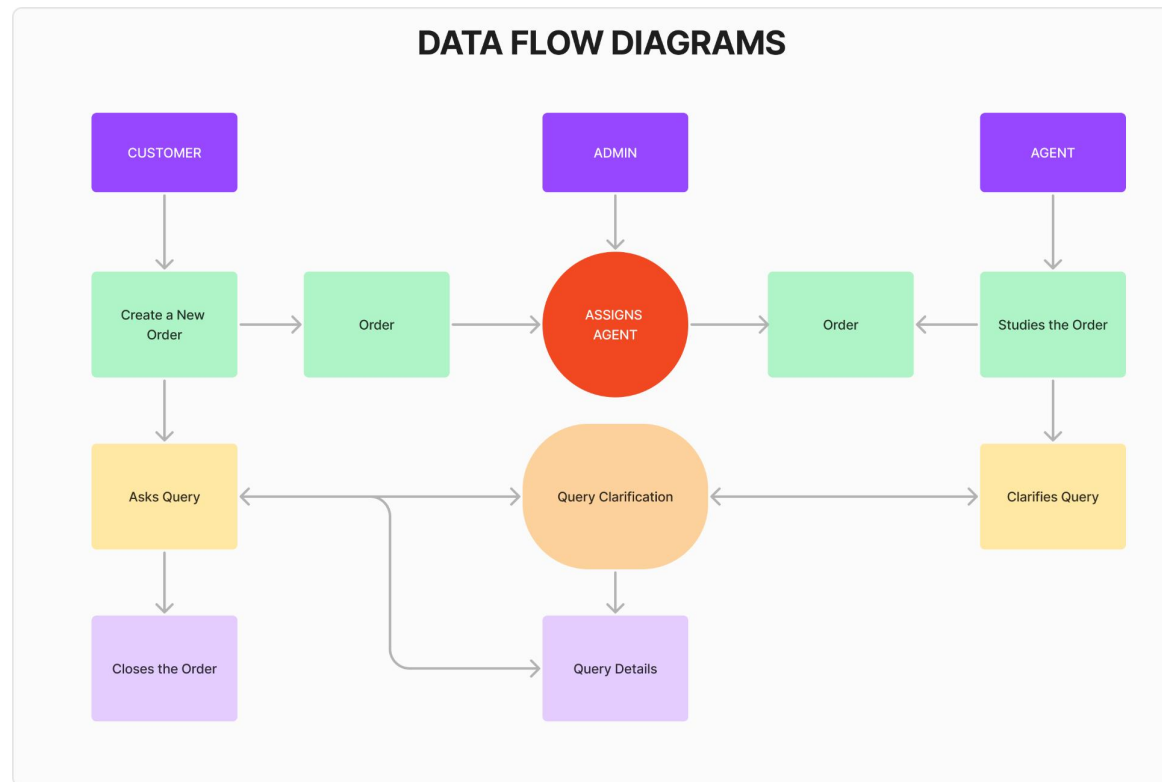 DATA FLOW DIAGRAMS
CUSTOMER
ADMIN
AGENT
Create a New
Order
Order
ASSIGNS
AGENT
Order
Studies the Order
Asks Query
Query Clarification
Clarifies Query
Closes the Order
Query Details